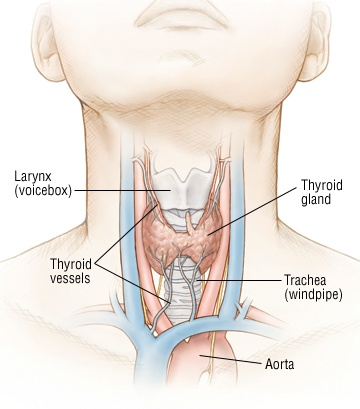 Larynx
(voicebox)
Thyroid
gland
Thyroid
vessels
Trachea
(windpipe)
Aorta